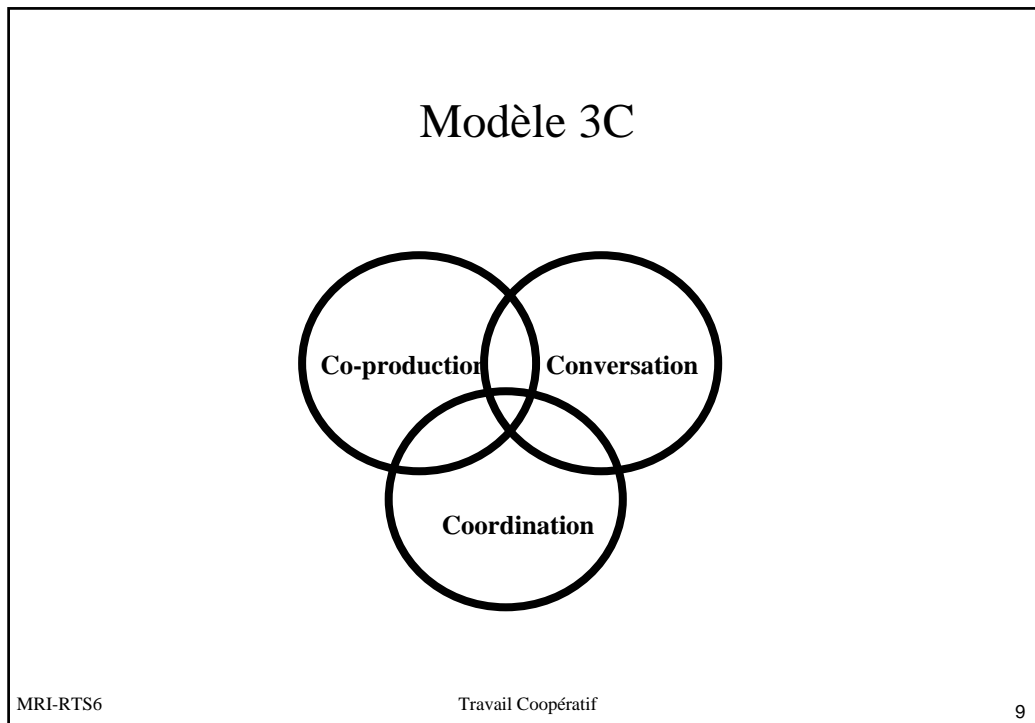 Modèle 3C
Co-production Conversation
Coordination
MRI-RTS6 Travail Coopératif 9